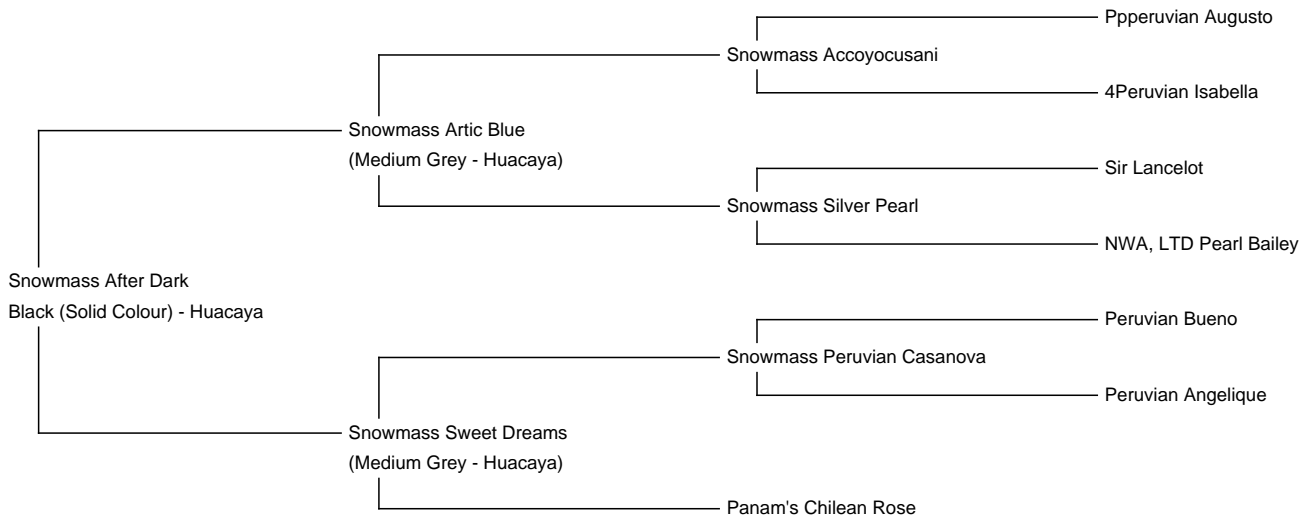 Ppperuvian Augusto
Snowmass Accoyocusani
4Peruvian Isabella
Snowmass Artic Blue
(Medium Grey - Huacaya)
Sir Lancelot
Snowmass Silver Pearl
NWA, LTD Pearl Bailey
Snowmass After Dark
Black (Solid Colour) - Huacaya
Peruvian Bueno
Snowmass Peruvian Casanova
Peruvian Angelique
Snowmass Sweet Dreams
(Medium Grey - Huacaya)
Panam's Chilean Rose